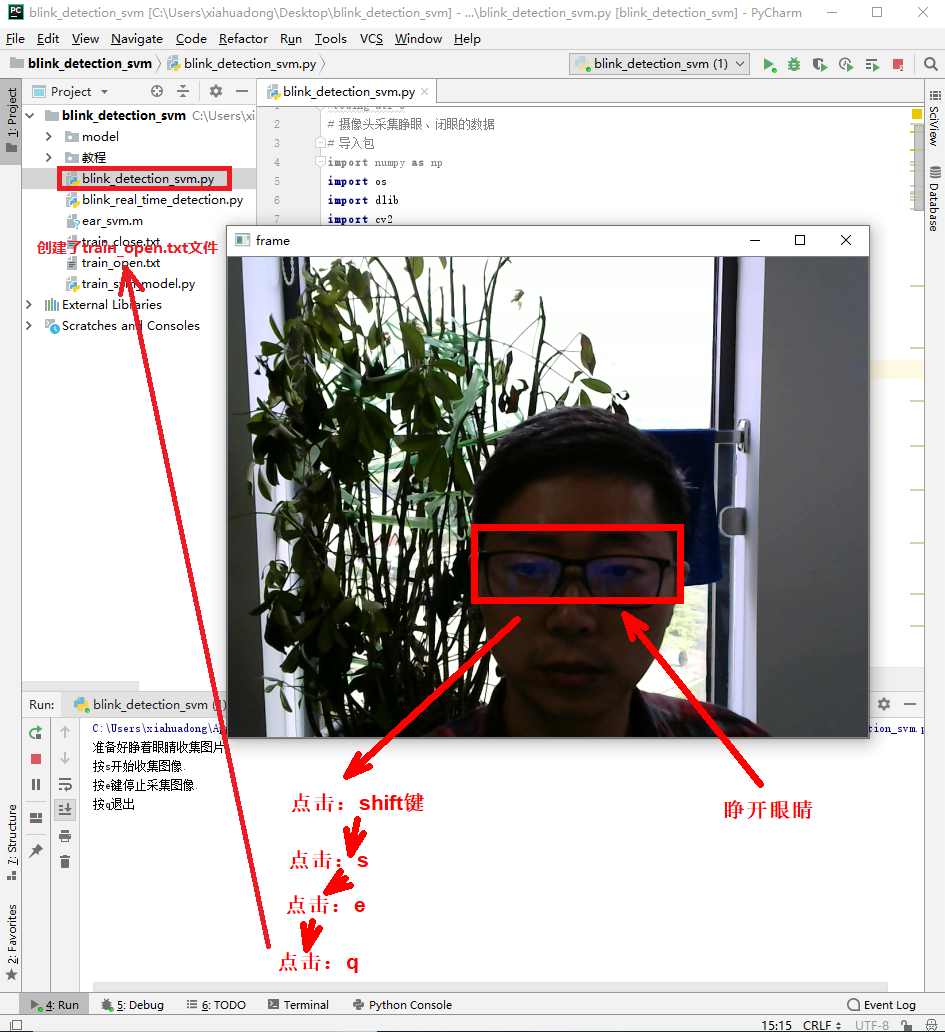 blink_detection_svm [C:\Users\xiahuadong\Desktop\blink_detection_svm] - ...\blink_detection_svm.py [blink_detection_svm] - PyCharm
File Edit View Navigate Code Refactor Run Tools VCS Window Help
blink_detection_svm blink_detection_svm.py blink_detection_svm (1)
1: Project
Project
blink_detection_svm.py
blink_detection_svm C:\Users\xi
model
教程
blink_detection_svm.py
blink_real_time_detection.py
ear_svm.m
train_close.txt
创建了train_open.txt文件
train_open.txt
External Libraries
Scratches and Consoles
2 # 摄像头采集睁眼、闭眼的数据
3 # 导入包
4 import numpy as np
5 import os
6 import dlib
7 import cv2
SciView
Database
frame
Run: blink_detection_svm
C:\Users\xiahuadong\A
准备好睁着眼睛收集图片
按s开始收集图像.
按e键停止采集图像.
按q退出
点击：shift键
点击：s
点击：e
点击：q
睁开眼睛
7: Structure
2: Favorites
4: Run 5: Debug 6: TODO Terminal Python Console Event Log
15:15 CRLF UTF-8